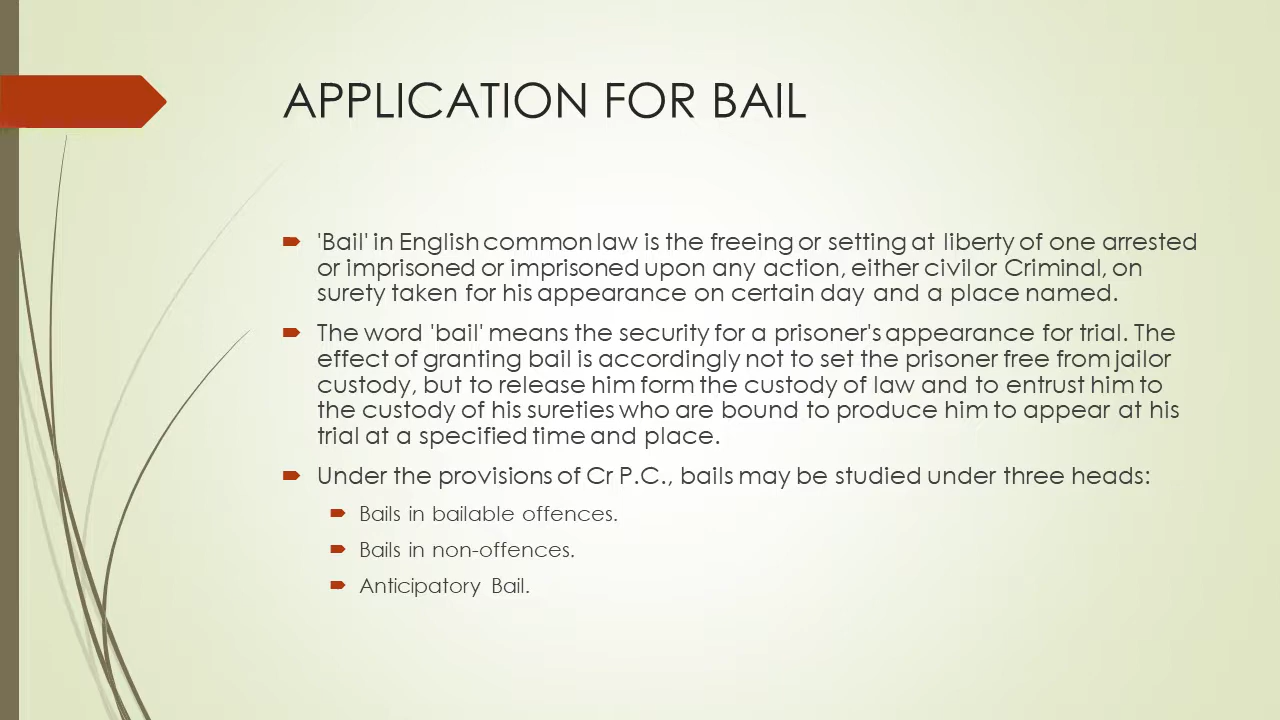 APPLICATION FOR BAIL
'Bail' in English common law is the freeing or setting at liberty of one arrested
or imprisoned or imprisoned upon any action, either civil or Criminal, on
surety taken for his appearance on certain day and a place named.
The word 'bail' means the security for a prisoner's appearance for trial. The
effect of granting bail is accordingly not to set the prisoner free from jail or
custody, but to release him form the custody of law and to entrust him to
the custody of his sureties who are bound to produce him to appear at his
trial at a specified time and place.
Under the provisions of Cr P.C., bails may be studied under three heads:
Bails in bailable offences.
Bails in non-offences.
Anticipatory Bail.